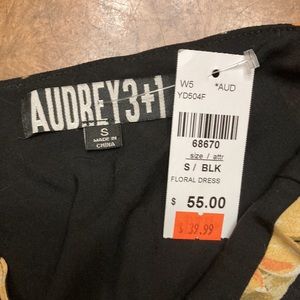 AUDREY3+1
S
MADE IN
CHINA
W5 *AUD
YD504F
68670
size / attr
S / BLK
FLORAL DRESS
$ 55.00
$ 39.99